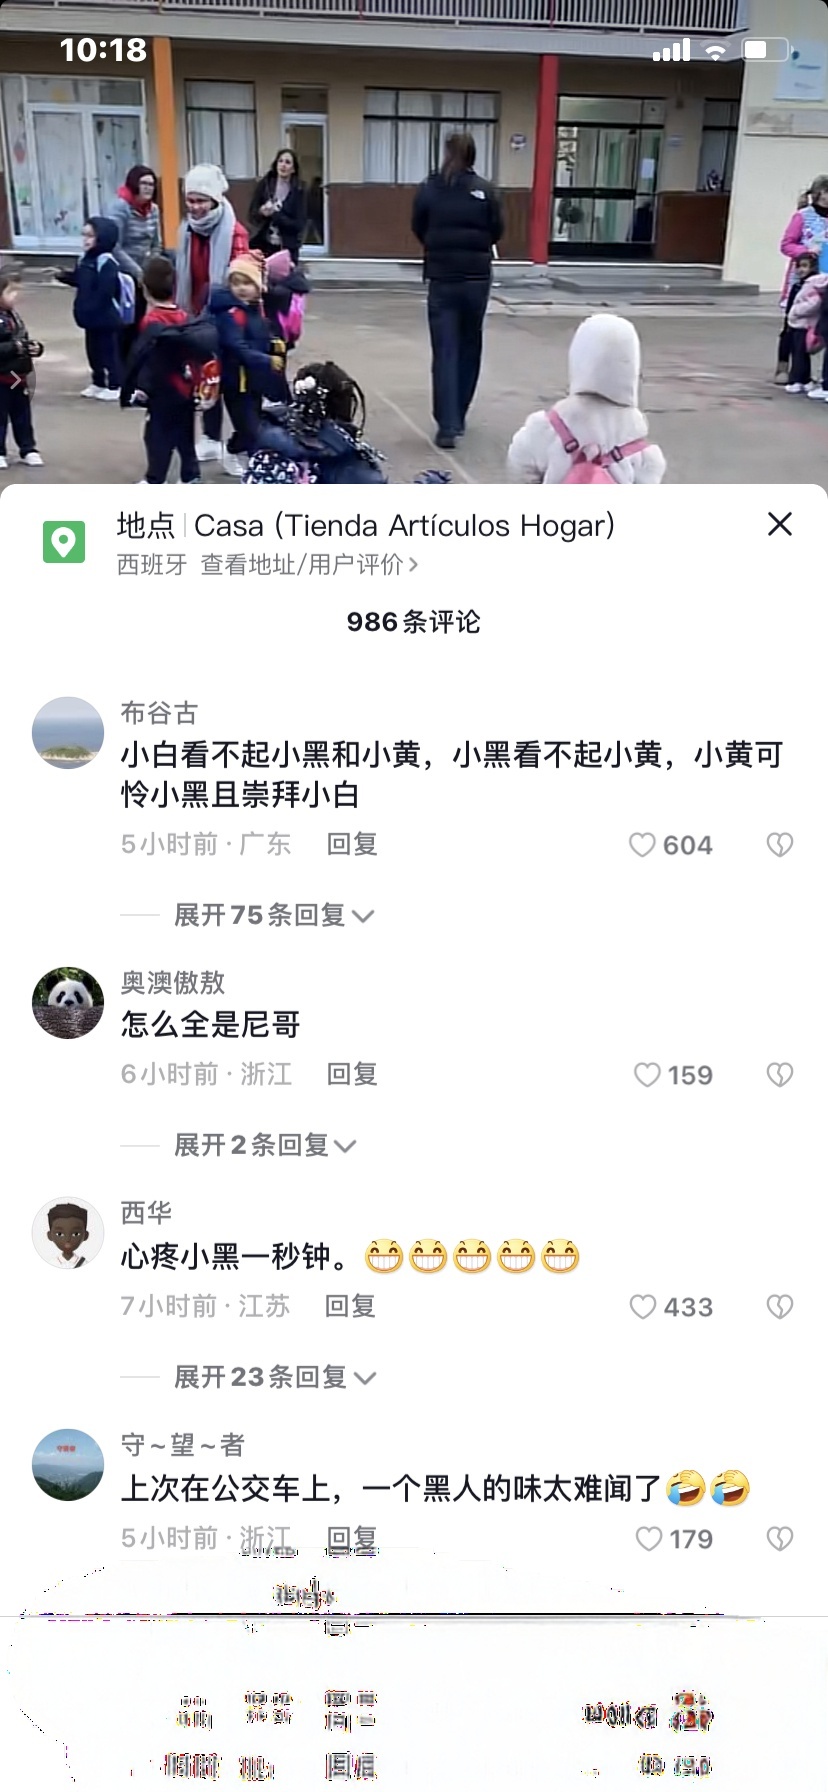 10:18
地点 Casa (Tienda Artículos Hogar)
西班牙 查看地址/用户评价
986条评论
布谷古
小白看不起小黑和小黄，小黑看不起小黄，小黄可
怜小黑且崇拜小白
5小时前 · 广东 回复 604
展开75条回复
奥澳傲敖
怎么全是尼哥
6小时前 · 浙江 回复 159
展开2条回复
西华
心疼小黑一秒钟。😁😁😁😁😁
7小时前 · 江苏 回复 433
展开23条回复
守~望~者
上次在公交车上，一个黑人的味太难闻了🤣🤣
5小时前 · 浙江 回复 179